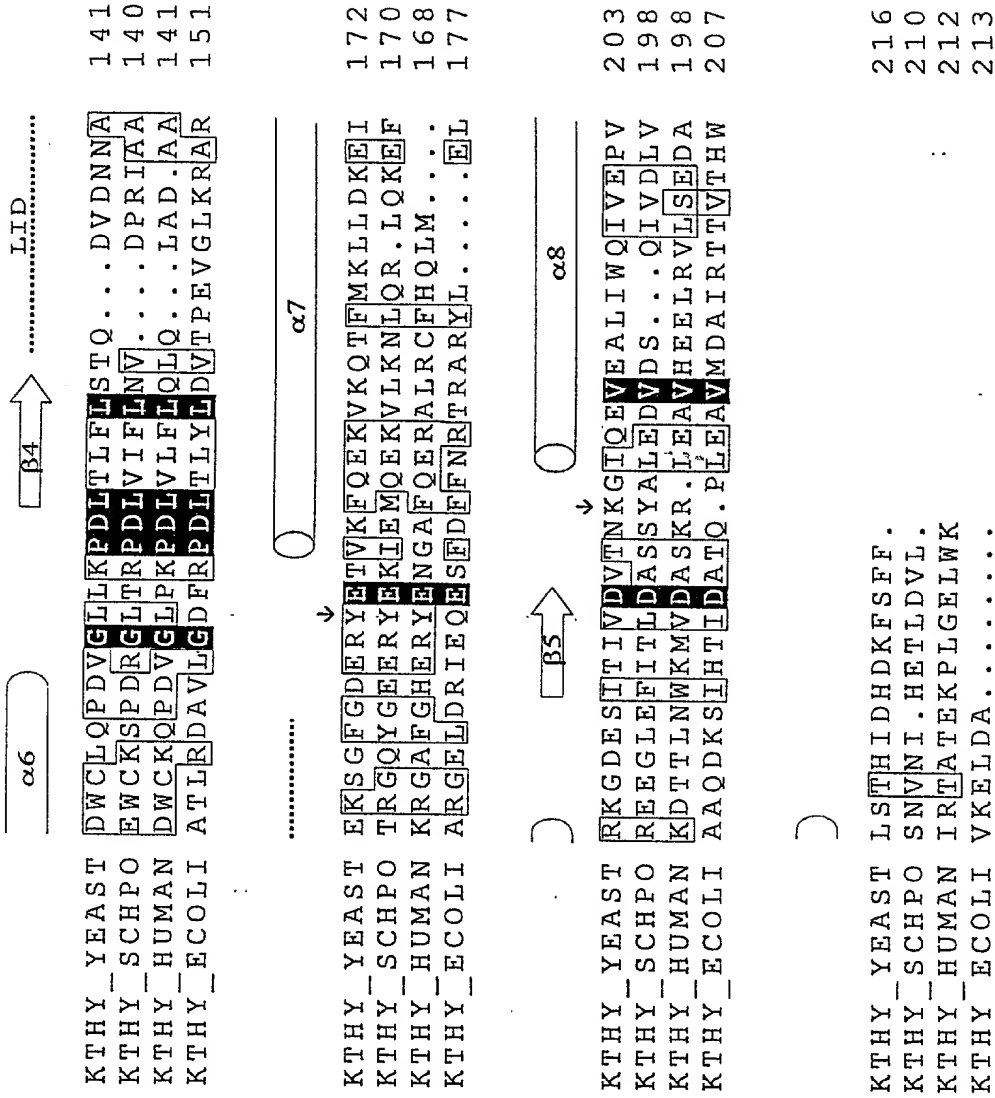 α6 β4 LID
KTHY_YEAST DWCLQPDVGLLKPDLTLFLSTQ...DVDNNA 141
KTHY_SCHPO EWCKSPDRGLTRPDLVIFLNV....DPRIAA 140
KTHY_HUMAN DWCKQPDVGLPKPDLVLFLQLQ...LAD.AA 141
KTHY_ECOLI ATLRDAVLGDFRPDLTLYLDVTPEVGLKRAR 151
α7
KTHY_YEAST EKSGFGDERYETVKFQEKVKQTFMKLLDKEI 172
KTHY_SCHPO TRGQYGEERYEKIEMQEKVLKNLQR.LQKEF 170
KTHY_HUMAN KRGAFGHERYENGAFQERALRCFHQLM.... 168
KTHY_ECOLI ARGELDRIEQESFDFFNRTRARYL.....EL 177
β5 α8
KTHY_YEAST RKGDESITIVDVTNKGIQEVEALIWQIVEPV 203
KTHY_SCHPO REEGLEFITLDASSYALEDVDS...QIVDLV 198
KTHY_HUMAN KDTTLNWKMVDASKR.LEAVHEELRVLSEDA 198
KTHY_ECOLI AAQDKSIHTIDATQ.PLEAVMDAIRTTVTHW 207
KTHY_YEAST LSTHIDHDKFSFF. 216
KTHY_SCHPO SNVNI.HETLDVL. 210
KTHY_HUMAN IRTATEKPLGELWK 212
KTHY_ECOLI VKELDA........ 213